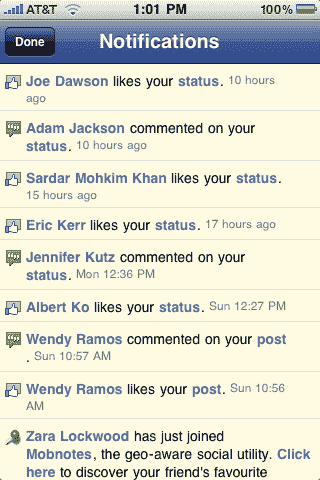 AT&T 1:01 PM 100%
Done Notifications
Joe Dawson likes your status. 10 hours
ago
Adam Jackson commented on your
status. 10 hours ago
Sardar Mohkim Khan likes your status.
15 hours ago
Eric Kerr likes your status. 17 hours ago
Jennifer Kutz commented on your
status. Mon 12:36 PM
Albert Ko likes your status. Sun 12:27 PM
Wendy Ramos commented on your post
. Sun 10:57 AM
Wendy Ramos likes your post. Sun 10:56
AM
Zara Lockwood has just joined
Mobnotes, the geo-aware social utility. Click
here to discover your friend's favourite